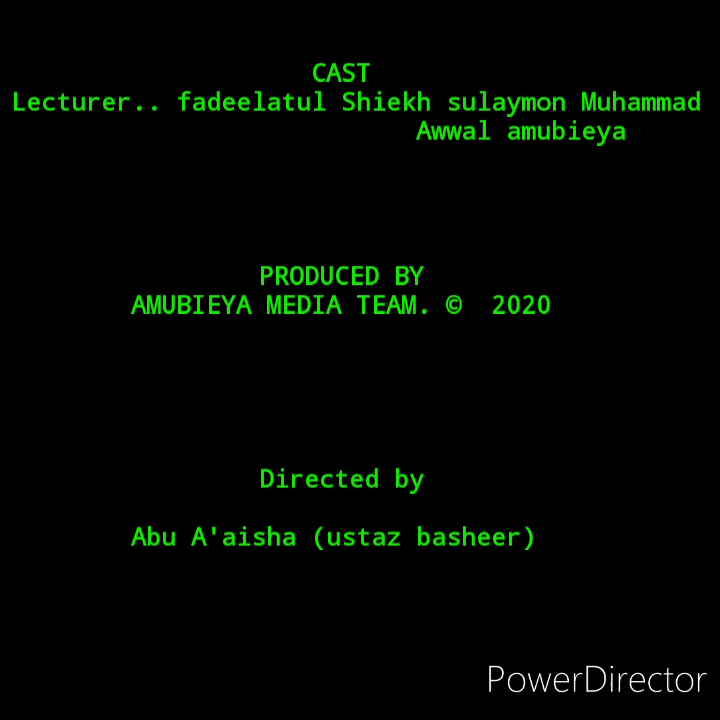 CAST
Lecturer.. fadeelatul Shiekh sulaymon Muhammad
Awwal amubieya
PRODUCED BY
AMUBIEYA MEDIA TEAM. © 2020
Directed by
Abu A'aisha (ustaz basheer)
PowerDirector